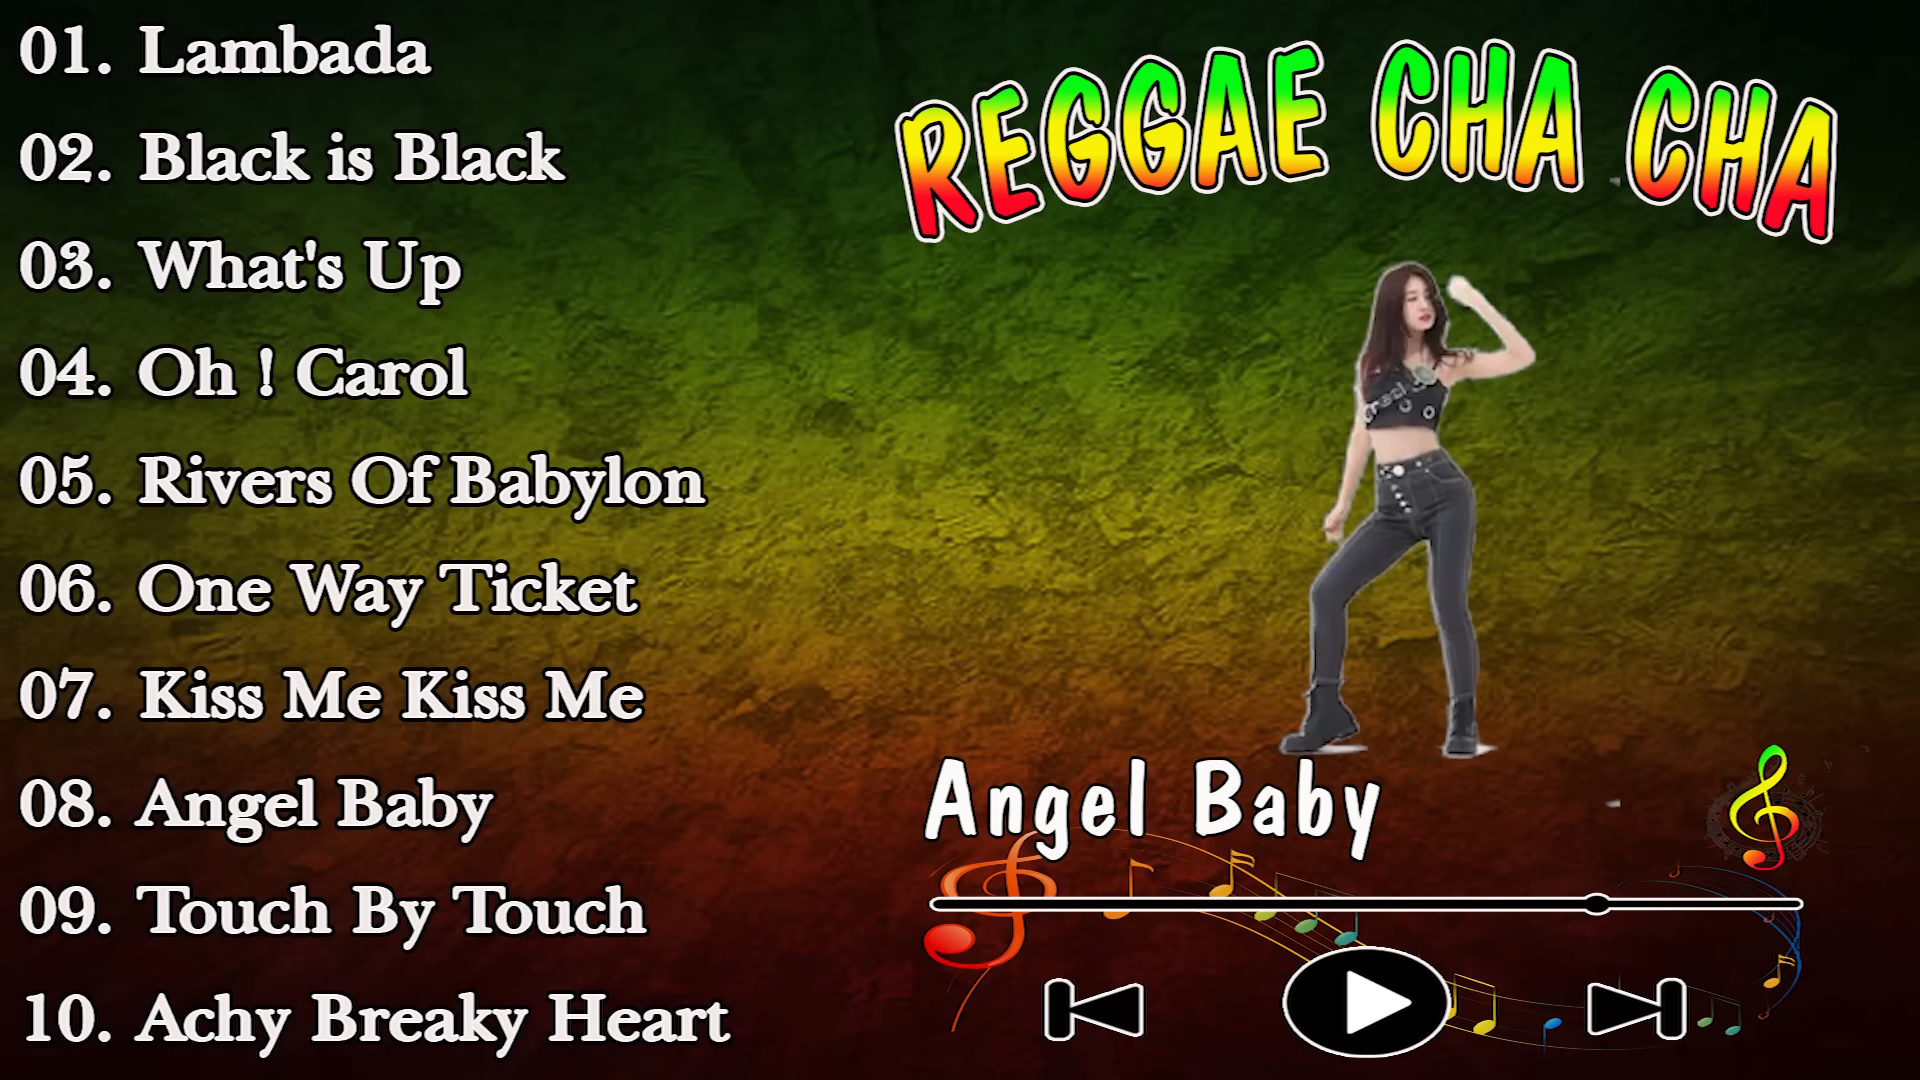 01. Lambada
02. Black is Black
03. What's Up
04. Oh ! Carol
05. Rivers Of Babylon
06. One Way Ticket
07. Kiss Me Kiss Me
08. Angel Baby
09. Touch By Touch
10. Achy Breaky Heart
REGGAE CHA CHA
Angel Baby